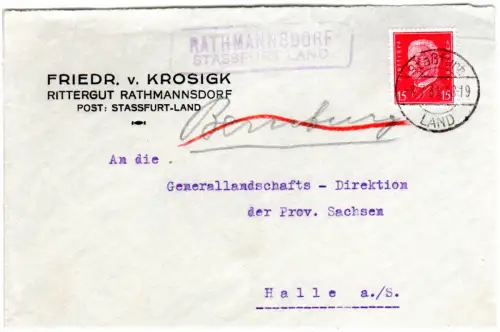 RATHMANNSDORF
STASSFURT LAND
FRIEDR. v. KROSIGK
RITTERGUT RATHMANNSDORF
POST: STASSFURT-LAND
15 15
LAND
Bernburg
An die
Generallandschafts - Direktion
der Prov. Sachsen
Halle a./S.